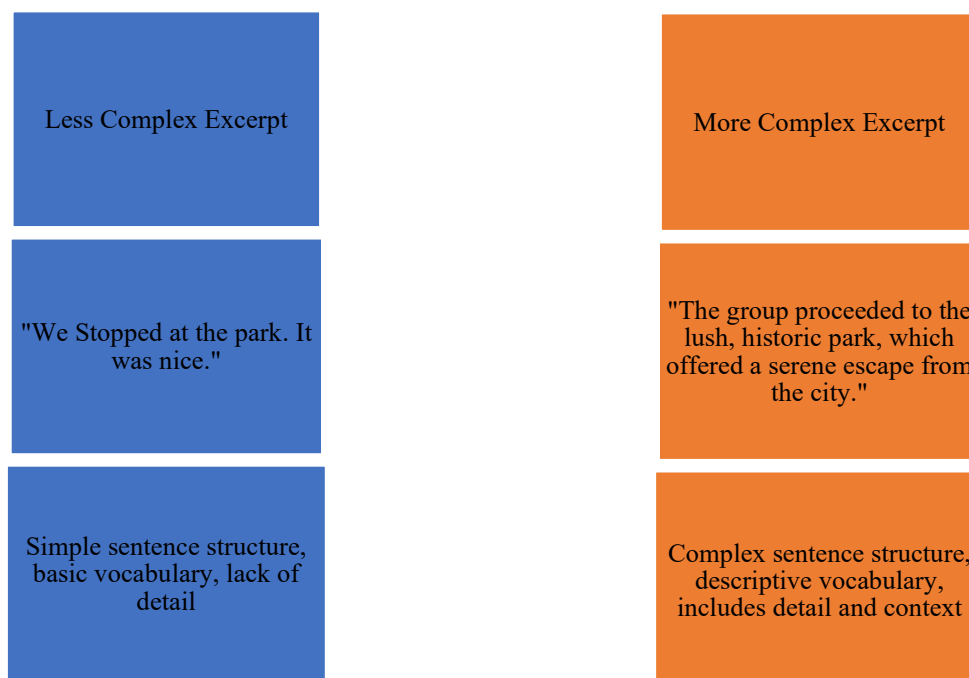 Less Complex Excerpt
"We Stopped at the park. It
was nice."
Simple sentence structure,
basic vocabulary, lack of
detail
More Complex Excerpt
"The group proceeded to the
lush, historic park, which
offered a serene escape from
the city."
Complex sentence structure,
descriptive vocabulary,
includes detail and context